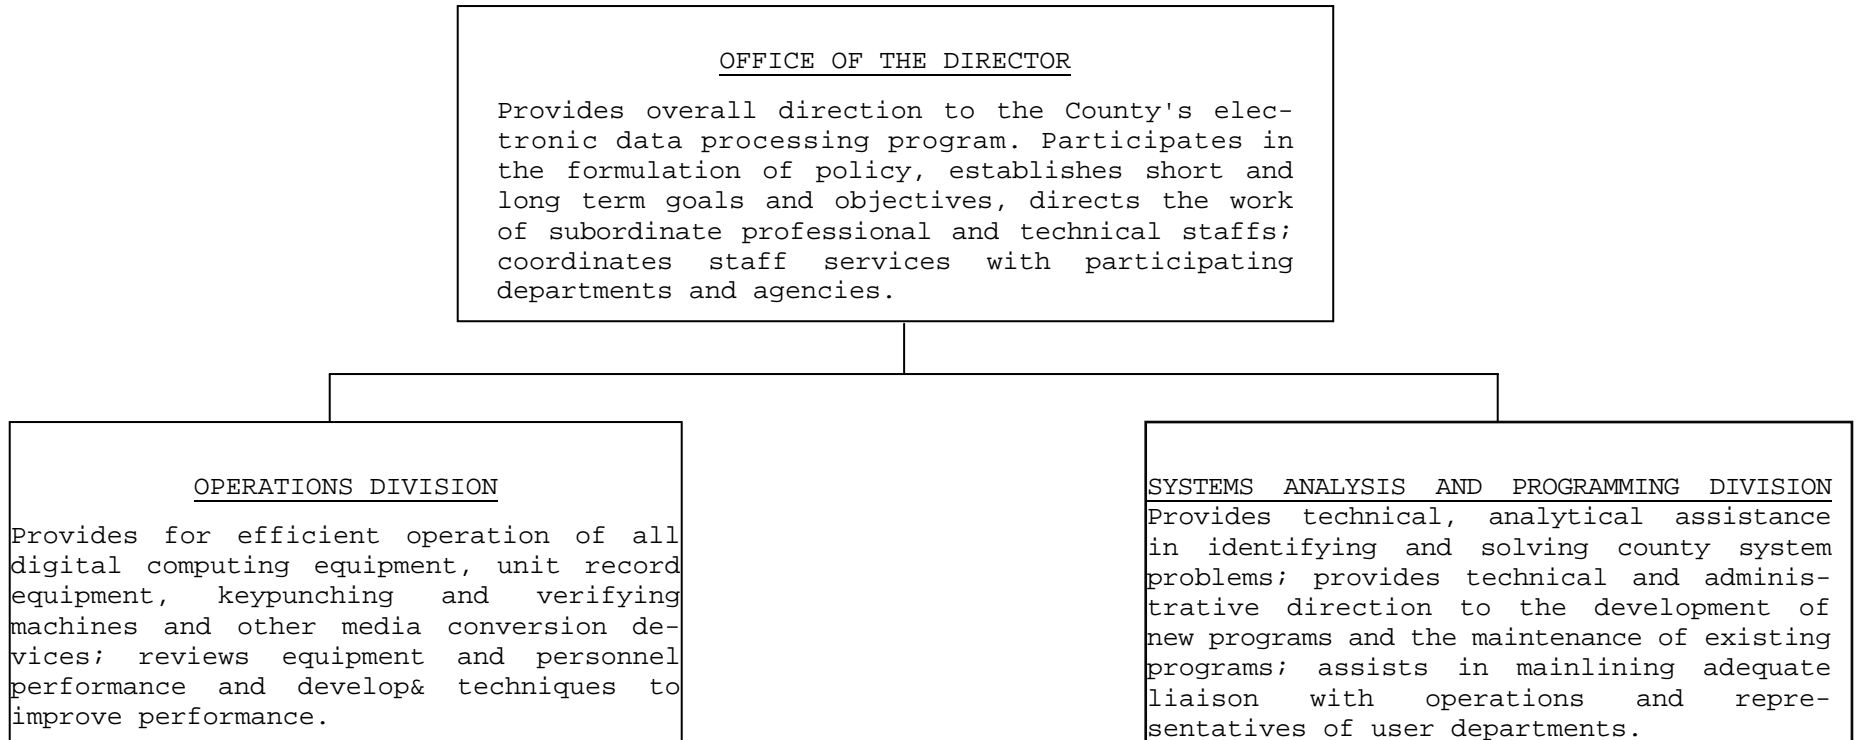 OFFICE OF THE DIRECTOR
Provides overall direction to the County's elec-
tronic data processing program. Participates in
the formulation of policy, establishes short and
long term goals and objectives, directs the work
of subordinate professional and technical staffs;
coordinates staff services with participating
departments and agencies.
OPERATIONS DIVISION
Provides for efficient operation of all
digital computing equipment, unit record
equipment, keypunching and verifying
machines and other media conversion de-
vices; reviews equipment and personnel
performance and develop& techniques to
improve performance.
SYSTEMS ANALYSIS AND PROGRAMMING DIVISION
Provides technical, analytical assistance
in identifying and solving county system
problems; provides technical and adminis-
trative direction to the development of
new programs and the maintenance of existing
programs; assists in mainlining adequate
liaison with operations and repre-
sentatives of user departments.